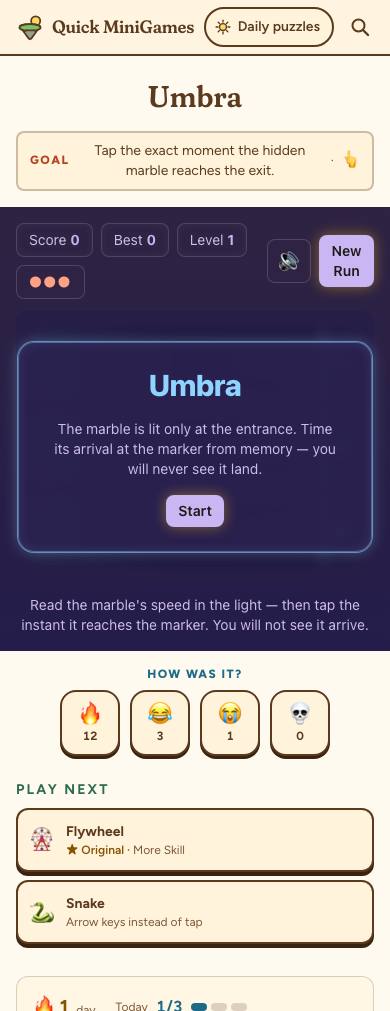 Quick MiniGames
Daily puzzles
Umbra
GOAL
Tap the exact moment the hidden
marble reaches the exit.
Score 0
Best 0
Level 1
New
Run
Umbra
The marble is lit only at the entrance. Time
its arrival at the marker from memory — you
will never see it land.
Start
Read the marble's speed in the light — then tap the
instant it reaches the marker. You will not see it arrive.
HOW WAS IT?
12
3
1
0
PLAY NEXT
Flywheel
Original · More Skill
Snake
Arrow keys instead of tap
1 day
Today 1/3